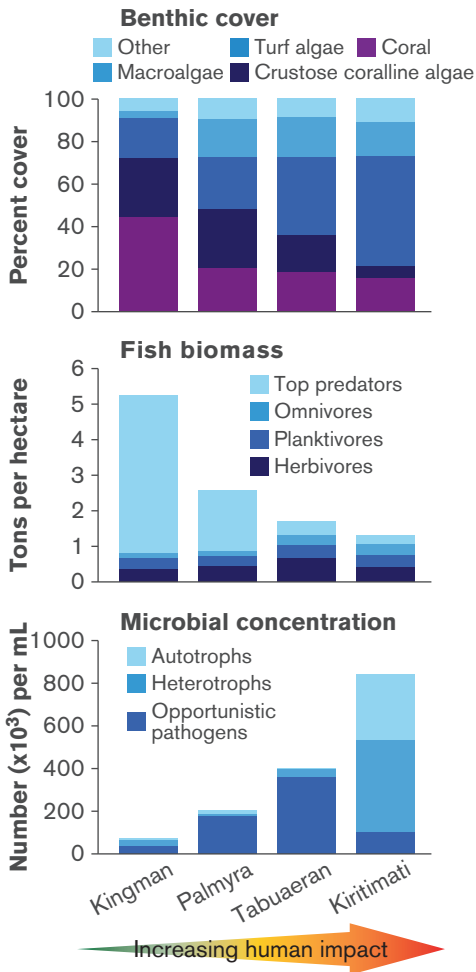 Benthic cover
Other
Turf algae
Coral
Macroalgae
Crustose coralline algae
Percent cover
100
80
60
40
20
0
Fish biomass
Tons per hectare
6
5
4
3
2
1
0
Top predators
Omnivores
Planktivores
Herbivores
Microbial concentration
Number (x10³) per mL
1000
800
600
400
200
0
Autotrophs
Heterotrophs
Opportunistic
pathogens
Kingman
Palmyra
Tabuaeran
Kiritimati
Increasing human impact